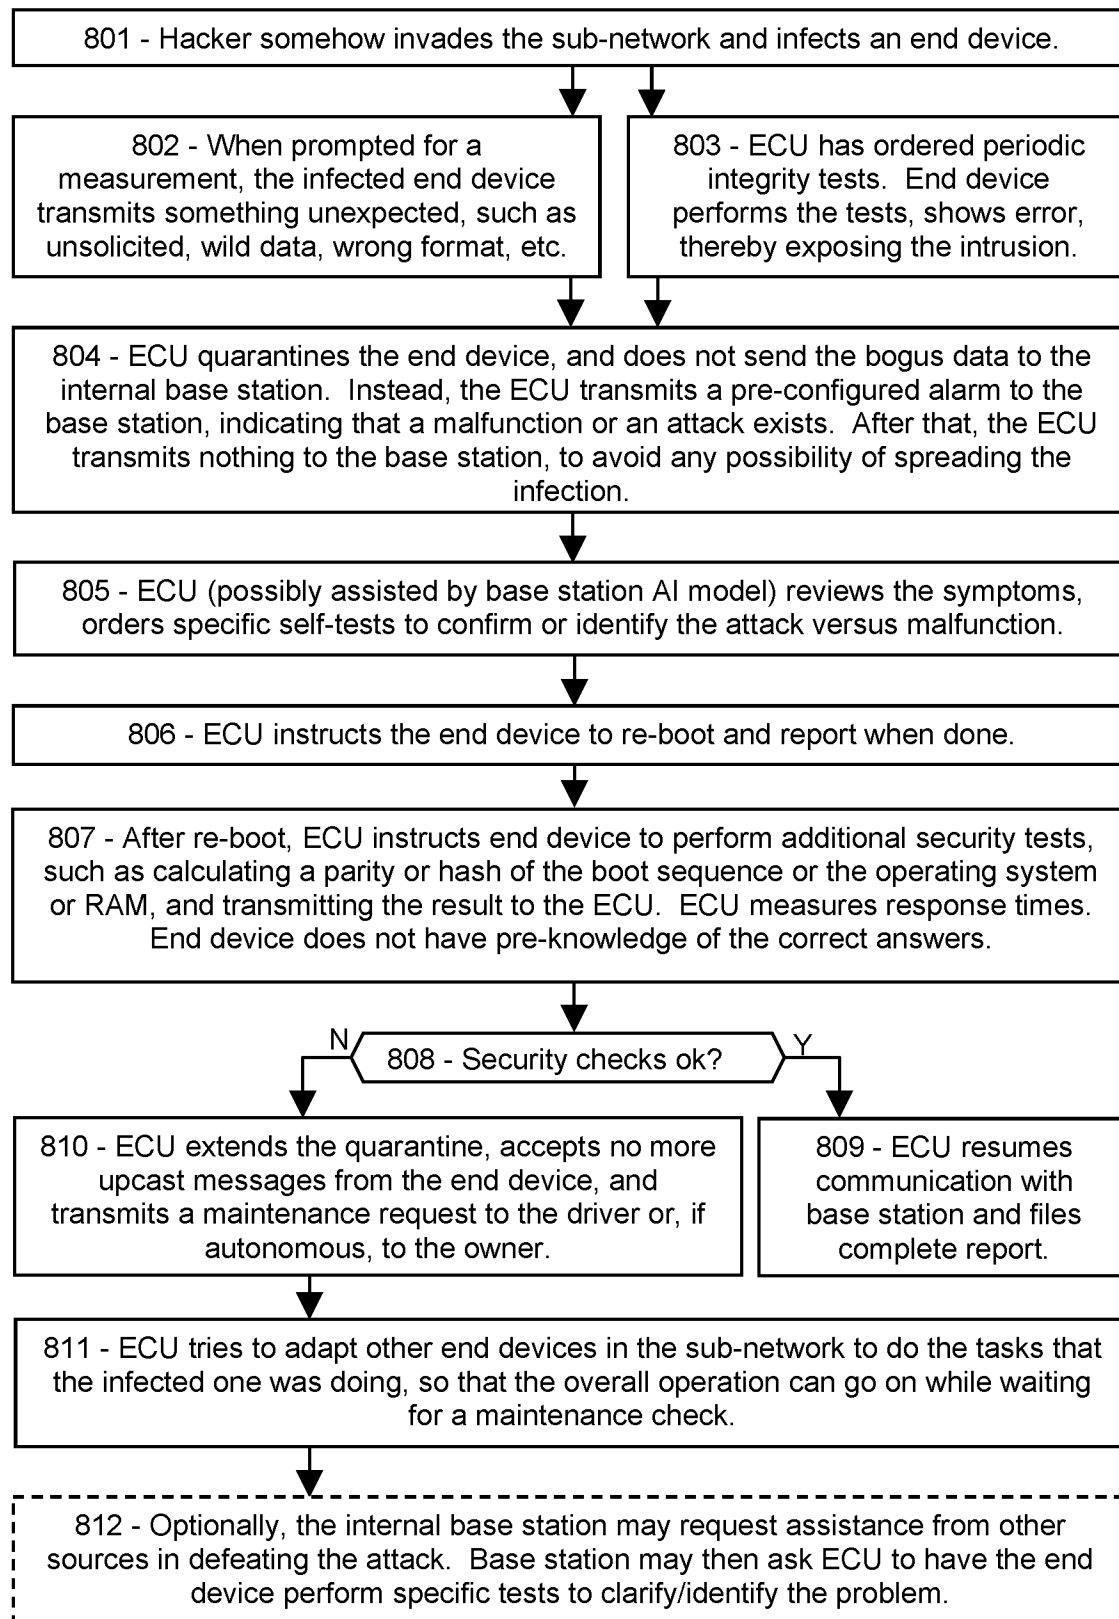 801 - Hacker somehow invades the sub-network and infects an end device.
802 - When prompted for a
measurement, the infected end device
transmits something unexpected, such as
unsolicited, wild data, wrong format, etc.
803 - ECU has ordered periodic
integrity tests.  End device
performs the tests, shows error,
thereby exposing the intrusion.
804 - ECU quarantines the end device, and does not send the bogus data to the
internal base station.  Instead, the ECU transmits a pre-configured alarm to the
base station, indicating that a malfunction or an attack exists.  After that, the ECU
transmits nothing to the base station, to avoid any possibility of spreading the
infection.
805 - ECU (possibly assisted by base station AI model) reviews the symptoms,
orders specific self-tests to confirm or identify the attack versus malfunction.
806 - ECU instructs the end device to re-boot and report when done.
807 - After re-boot, ECU instructs end device to perform additional security tests,
such as calculating a parity or hash of the boot sequence or the operating system
or RAM, and transmitting the result to the ECU.  ECU measures response times.
End device does not have pre-knowledge of the correct answers.
N
808 - Security checks ok?
Y
810 - ECU extends the quarantine, accepts no more
upcast messages from the end device, and
transmits a maintenance request to the driver or, if
autonomous, to the owner.
809 - ECU resumes
communication with
base station and files
complete report.
811 - ECU tries to adapt other end devices in the sub-network to do the tasks that
the infected one was doing, so that the overall operation can go on while waiting
for a maintenance check.
812 - Optionally, the internal base station may request assistance from other
sources in defeating the attack.  Base station may then ask ECU to have the end
device perform specific tests to clarify/identify the problem.